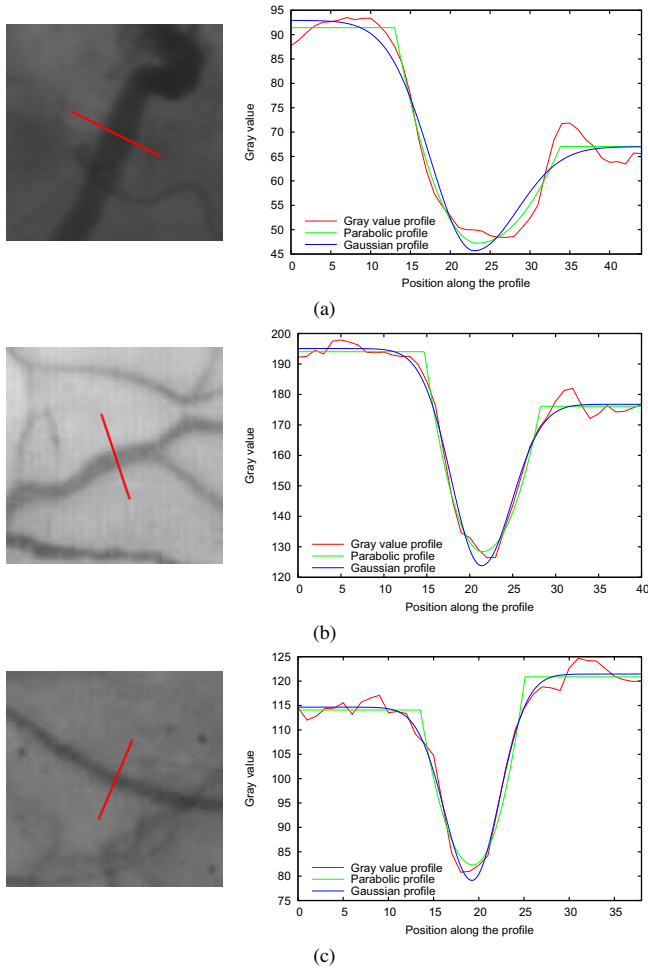 95
90
85
80
75
70
65
60
55
50
45
Gray value
Gray value profile
Parabolic profile
Gaussian profile
0 5 10 15 20 25 30 35 40
Position along the profile
(a)
200
190
180
170
160
150
140
130
120
Gray value
Gray value profile
Parabolic profile
Gaussian profile
0 5 10 15 20 25 30 35 40
Position along the profile
(b)
125
120
115
110
105
100
95
90
85
80
75
Gray value
Gray value profile
Parabolic profile
Gaussian profile
0 5 10 15 20 25 30 35
Position along the profile
(c)